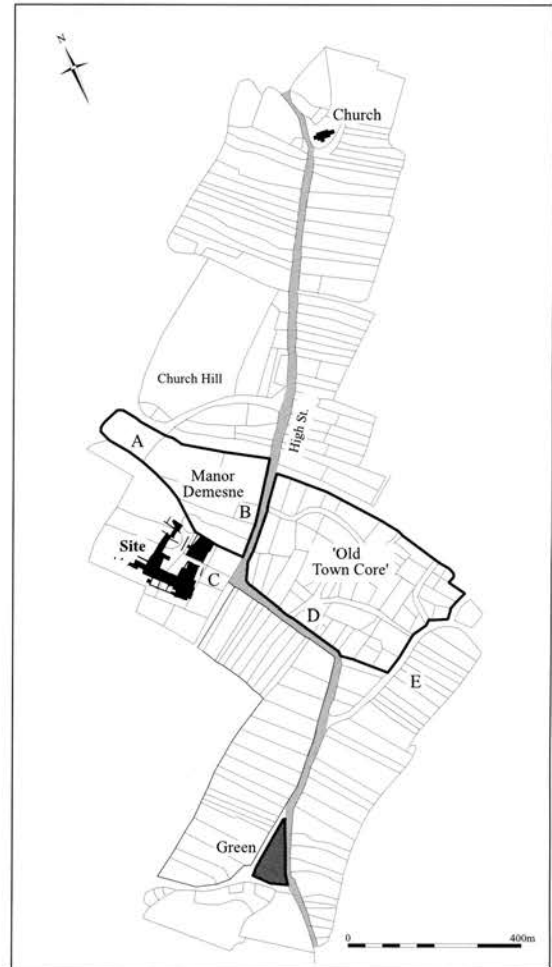 N
Church
Church Hill
High St.
A
Manor
Demesne
B
Site
C
'Old
Town Core'
D
E
Green
0
400m